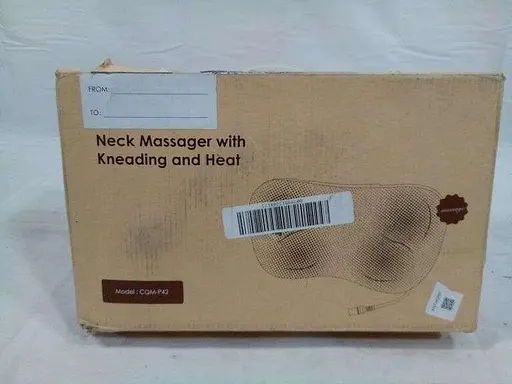 FROM:
TO:
Neck Massager with
Kneading and Heat
Model : CQM-P42